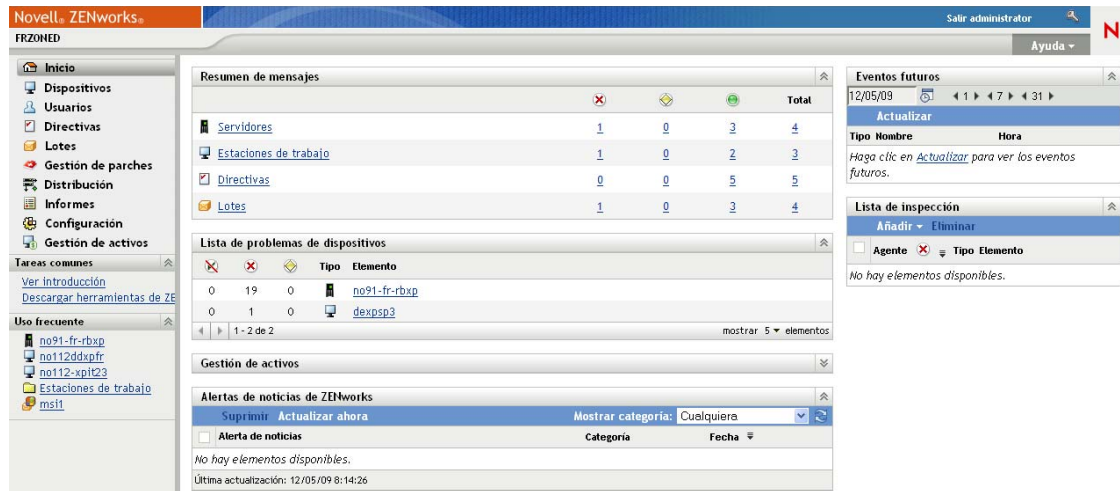 Novell® ZENworks®
Salir administrator
N
FRZONED
Ayuda
Inicio
Dispositivos
Usuarios
Directivas
Lotes
Gestión de parches
Distribución
Informes
Configuración
Gestión de activos
Tareas comunes
Ver introducción
Descargar herramientas de ZE
Uso frecuente
no91-fr-rbxp
no112ddxpfr
no112-xpit23
Estaciones de trabajo
msi1
Resumen de mensajes
Total
Servidores 1 0 3 4
Estaciones de trabajo 1 0 2 3
Directivas 0 0 5 5
Lotes 1 0 3 4
Lista de problemas de dispositivos
Tipo Elemento
0 19 0 no91-fr-rbxp
0 1 0 dexpsp3
1 - 2 de 2 mostrar 5 elementos
Gestión de activos
Alertas de noticias de ZENworks
Suprimir Actualizar ahora Mostrar categoría: Cualquiera
Alerta de noticias Categoría Fecha
No hay elementos disponibles.
Última actualización: 12/05/09 8:14:26
Eventos futuros
12/05/09 1 7 31
Actualizar
Tipo Nombre Hora
Haga clic en Actualizar para ver los eventos
futuros.
Lista de inspección
Añadir Eliminar
Agente Tipo Elemento
No hay elementos disponibles.